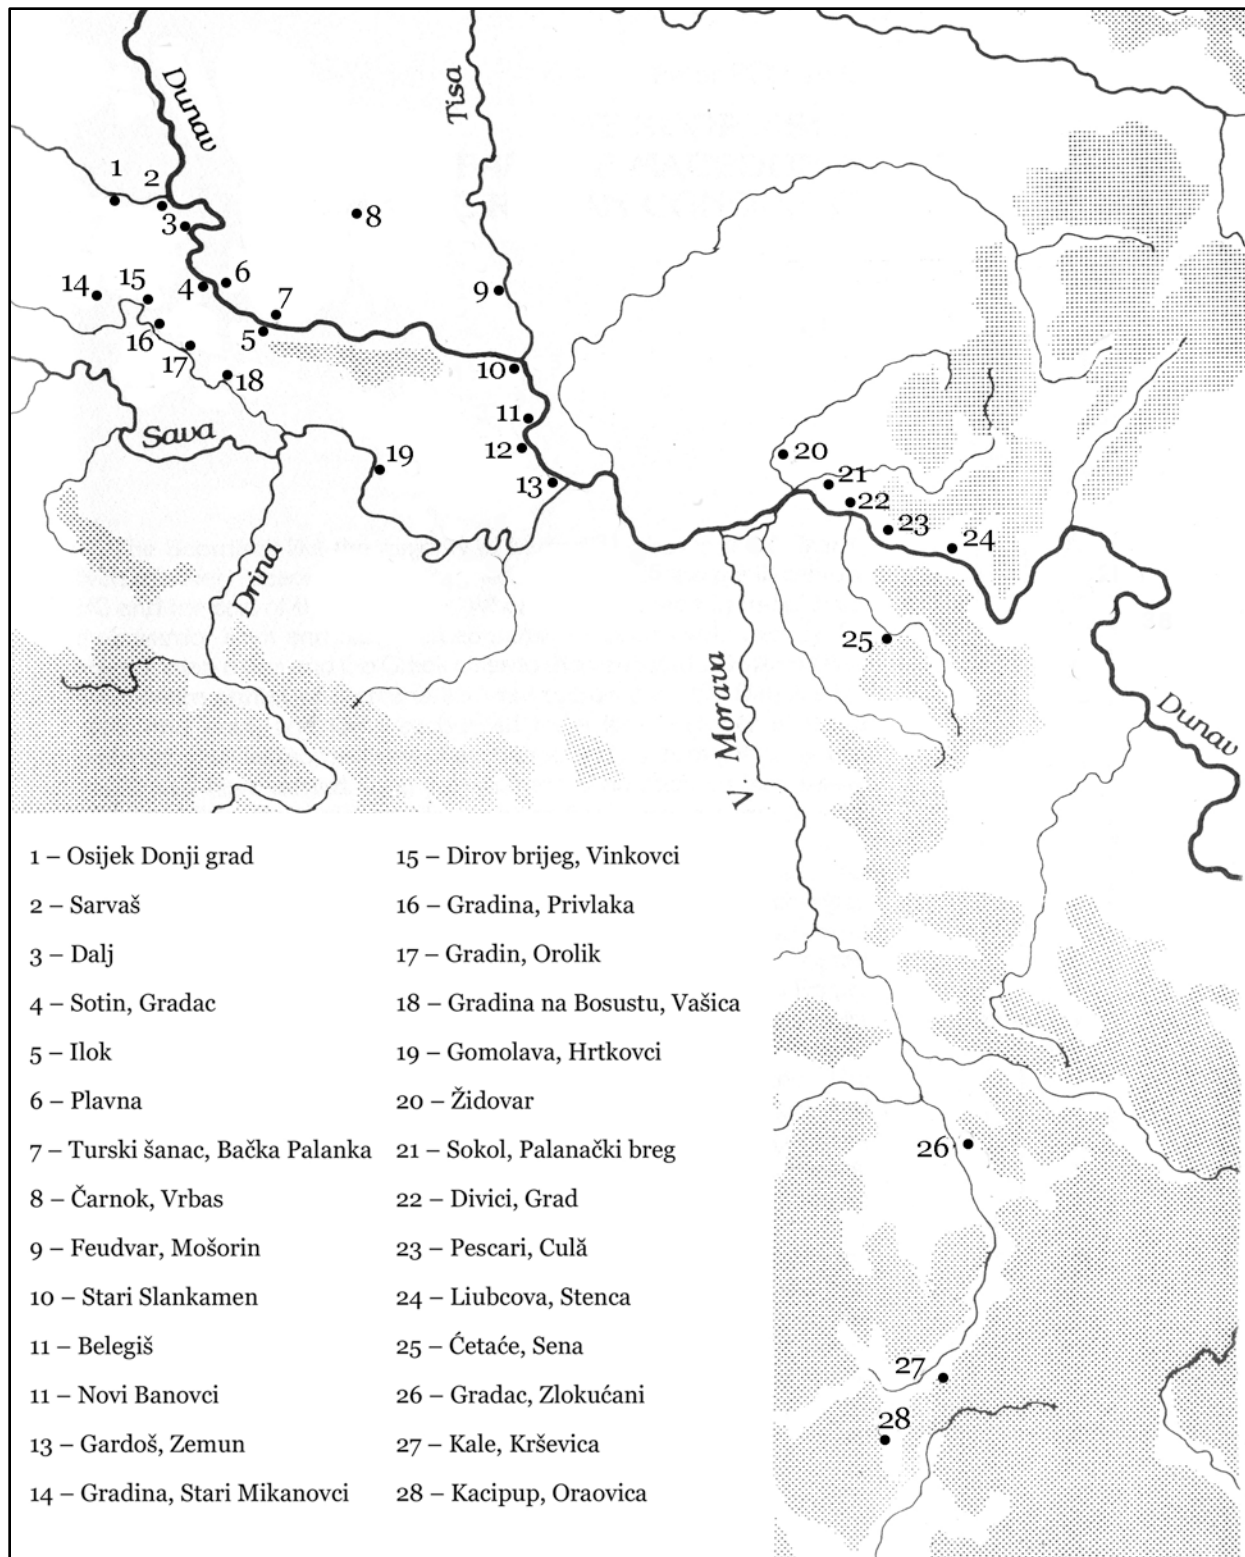 Dunav
Tisa
1
2
3
8
4
6
7
5
9
14
15
16
17
18
10
11
12
13
Sava
19
Drina
20
21
22
23
24
25
V. Morava
Dunav
26
27
28
1 – Osijek Donji grad
2 – Sarvaš
3 – Dalj
4 – Sotin, Gradac
5 – Ilok
6 – Plavna
7 – Turski šanac, Bačka Palanka
8 – Čarnok, Vrbas
9 – Feudvar, Mošorin
10 – Stari Slankamen
11 – Belegiš
11 – Novi Banovci
13 – Gardoš, Zemun
14 – Gradina, Stari Mikanovci
15 – Dirov brijeg, Vinkovci
16 – Gradina, Privlaka
17 – Gradin, Orolik
18 – Gradina na Bosustu, Vašica
19 – Gomolava, Hrtkovci
20 – Židovar
21 – Sokol, Palanački breg
22 – Divici, Grad
23 – Pescari, Culă
24 – Liubcova, Stenca
25 – Ćetaće, Sena
26 – Gradac, Zlokućani
27 – Kale, Krševica
28 – Kacipup, Oraovica